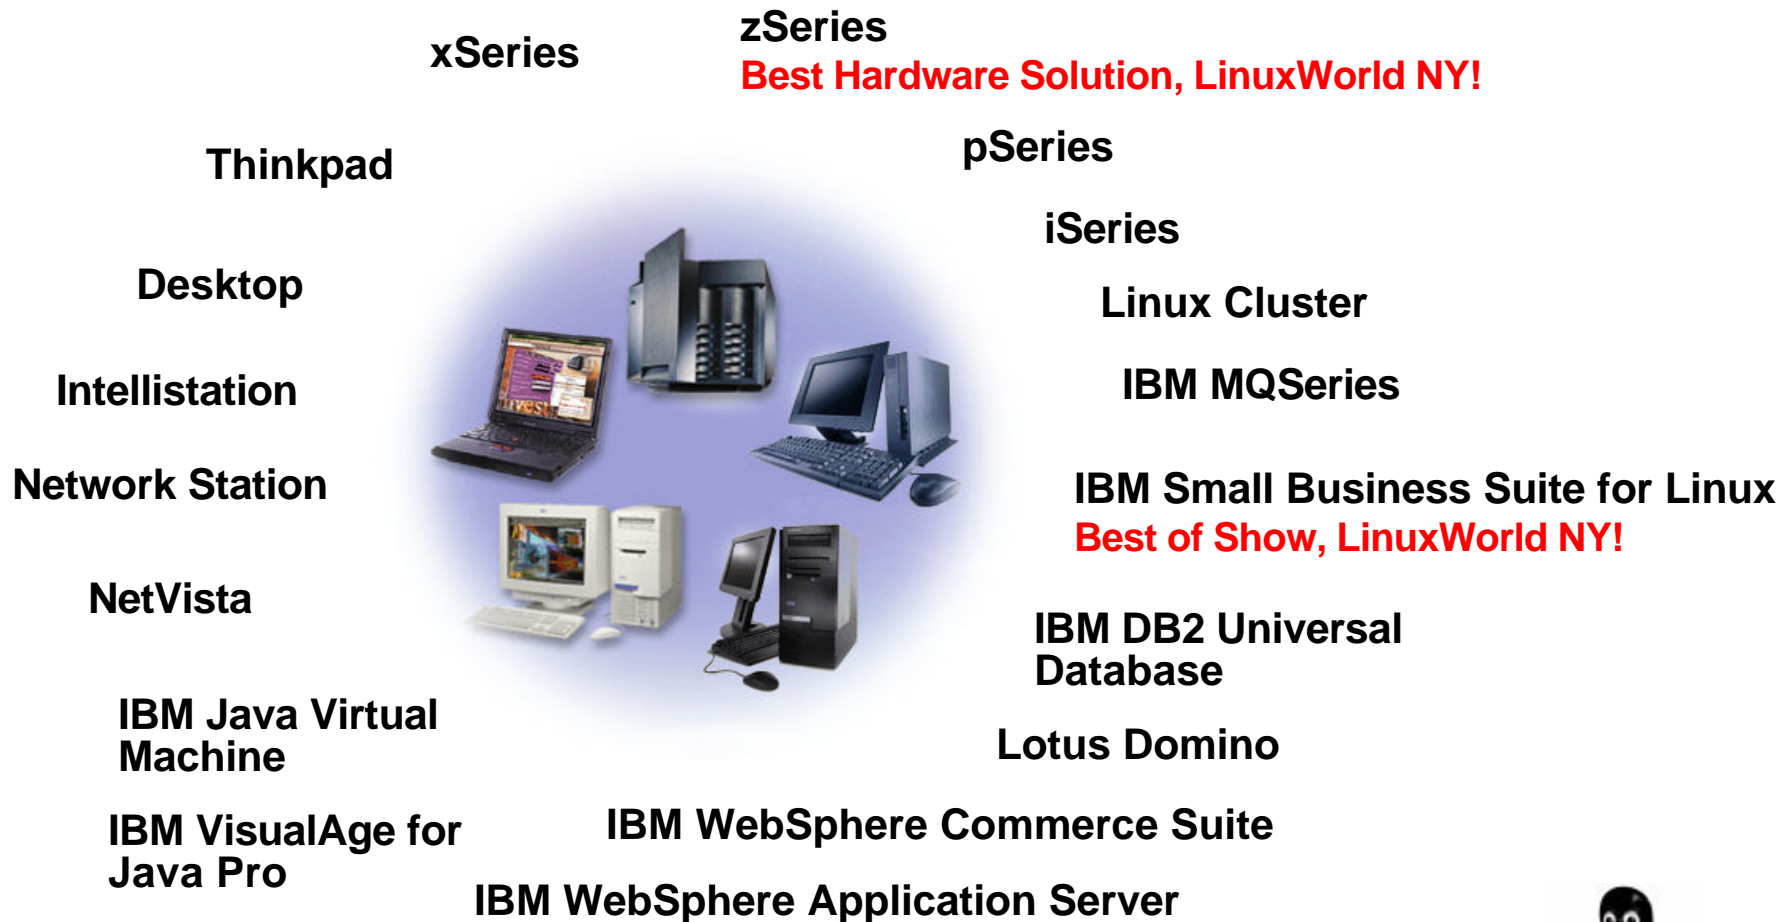 zSeries
Best Hardware Solution, LinuxWorld NY!
xSeries
pSeries
Thinkpad
iSeries
Desktop
Linux Cluster
Intellistation
IBM MQSeries
Network Station
IBM Small Business Suite for Linux
Best of Show, LinuxWorld NY!
NetVista
IBM DB2 Universal
Database
IBM Java Virtual
Machine
Lotus Domino
IBM VisualAge for
Java Pro
IBM WebSphere Commerce Suite
IBM WebSphere Application Server